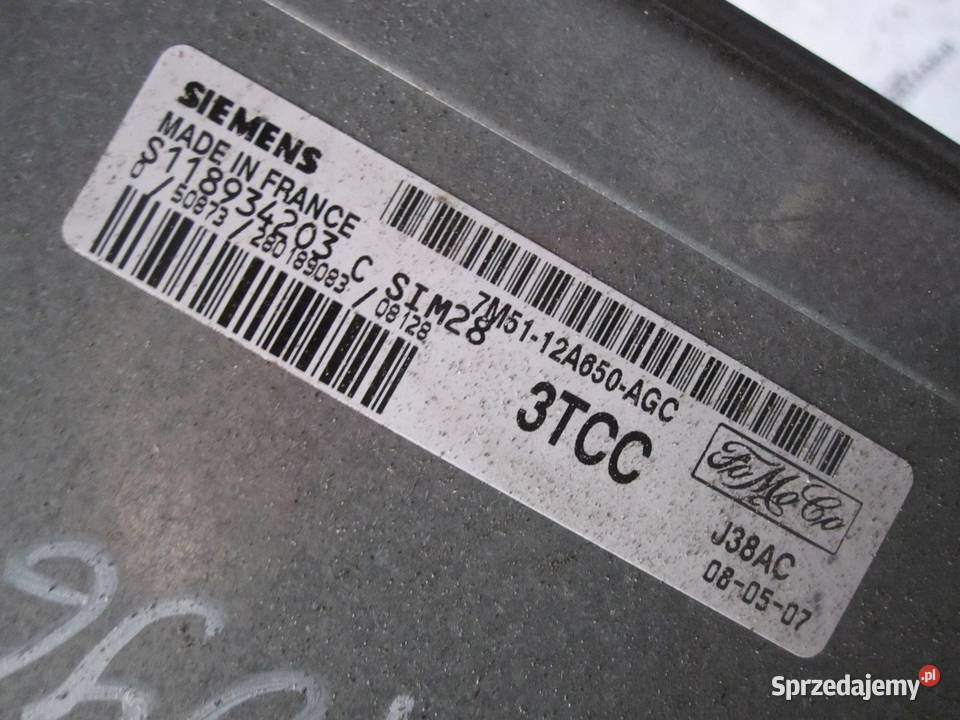 SIEMENS
MADE IN FRANCE
S118934203 C SIM28
0 / 50873 / 280189083 / 08128
7M51-12A650-AGC
3TCC
FoMoCo
J38AC
08-05-07
Sprzedajemy.pl